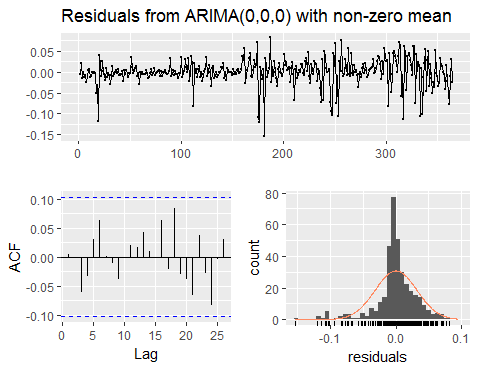 Residuals from ARIMA(0,0,0) with non-zero mean
0.05
0.00
-0.05
-0.10
-0.15
0 100 200 300
0.10
0.05
0.00
-0.05
-0.10
ACF
0 5 10 15 20 25
Lag
80
60
40
20
0
count
-0.1 0.0 0.1
residuals